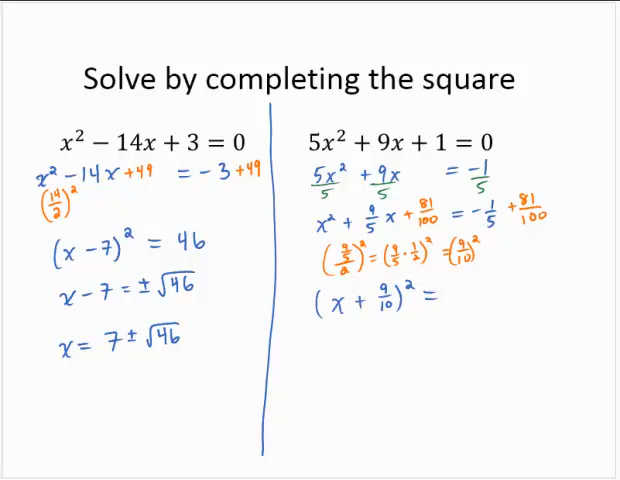 Solve by completing the square
x² − 14x + 3 = 0
x² − 14x + 49 = − 3 + 49
(14/2)²
(x − 7)² = 46
x − 7 = ± √46
x = 7 ± √46
5x² + 9x + 1 = 0
5x²/5 + 9x/5 = −1/5
x² + 9/5 x + 81/100 = − 1/5 + 81/100
(9/5/2)² = (9/5 · 1/2)² = (9/10)²
(x + 9/10)² =